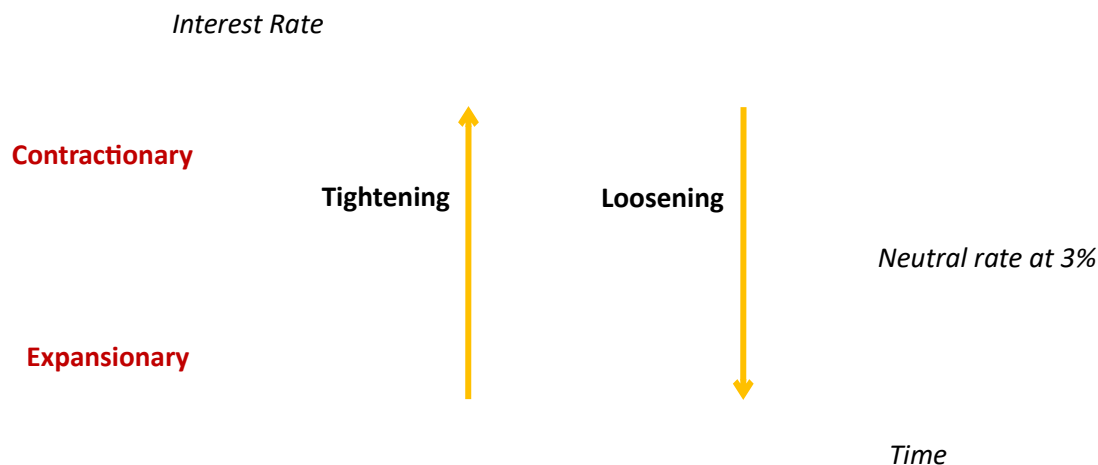 Interest Rate
Contractionary
Tightening
Loosening
Neutral rate at 3%
Expansionary
Time